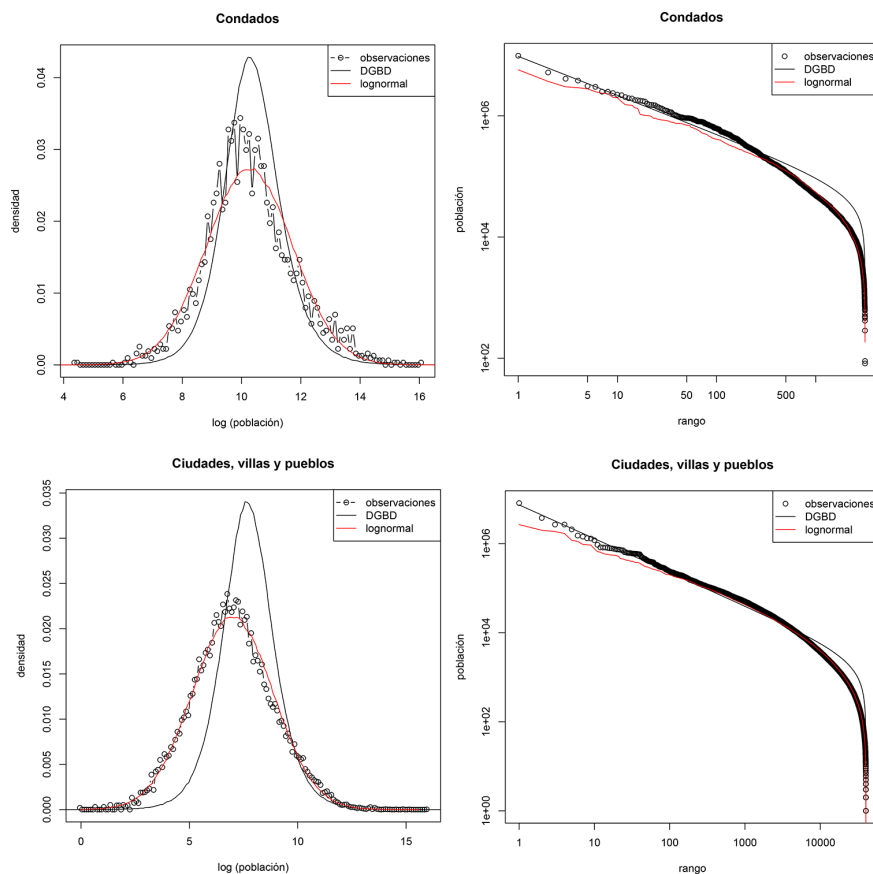 Condados
observaciones
DGBD
lognormal
densidad
0.00
0.01
0.02
0.03
0.04
4
6
8
10
12
14
16
log (población)
Condados
observaciones
DGBD
lognormal
población
1e+02
1e+04
1e+06
1
5
10
50
100
500
rango
Ciudades, villas y pueblos
observaciones
DGBD
lognormal
densidad
0.000
0.005
0.010
0.015
0.020
0.025
0.030
0.035
0
5
10
15
log (población)
Ciudades, villas y pueblos
observaciones
DGBD
lognormal
población
1e+00
1e+02
1e+04
1e+06
1
10
100
1000
10000
rango